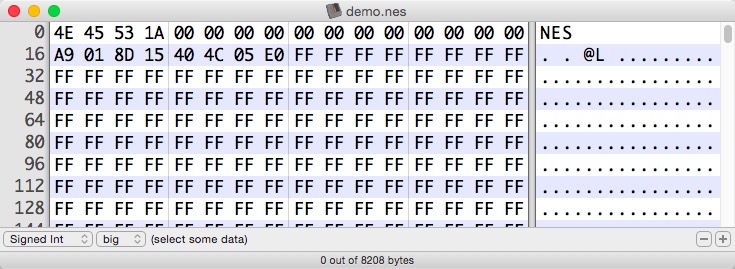 demo.nes
0 4E 45 53 1A 00 00 00 00 00 00 00 00 00 00 00 00 NES
16 A9 01 8D 15 40 4C 05 E0 FF FF FF FF FF FF FF FF . . @L .........
32 FF FF FF FF FF FF FF FF FF FF FF FF FF FF FF FF ................
48 FF FF FF FF FF FF FF FF FF FF FF FF FF FF FF FF ................
64 FF FF FF FF FF FF FF FF FF FF FF FF FF FF FF FF ................
80 FF FF FF FF FF FF FF FF FF FF FF FF FF FF FF FF ................
96 FF FF FF FF FF FF FF FF FF FF FF FF FF FF FF FF ................
112 FF FF FF FF FF FF FF FF FF FF FF FF FF FF FF FF ................
128 FF FF FF FF FF FF FF FF FF FF FF FF FF FF FF FF ................
Signed Int big (select some data)
0 out of 8208 bytes